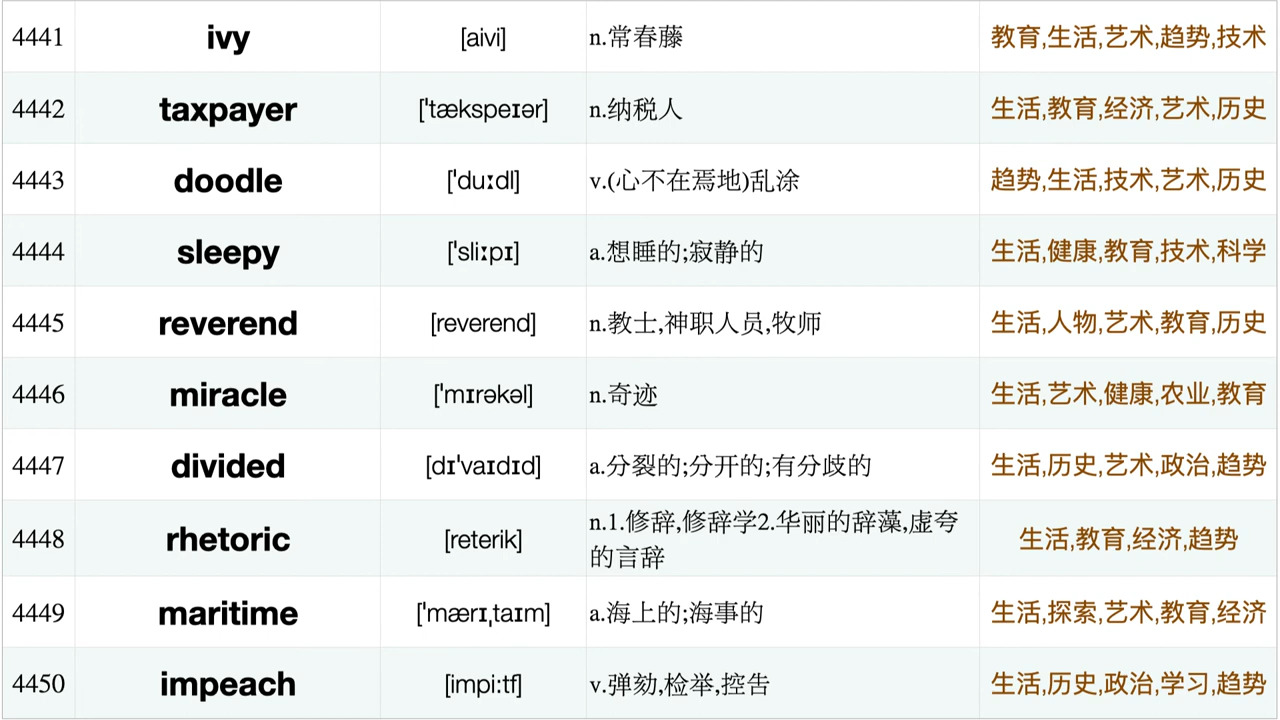 4441 ivy [aivi] n.常春藤 教育,生活,艺术,趋势,技术
4442 taxpayer [ˈtækspeɪər] n.纳税人 生活,教育,经济,艺术,历史
4443 doodle [ˈduːdl] v.(心不在焉地)乱涂 趋势,生活,技术,艺术,历史
4444 sleepy [ˈsliːpɪ] a.想睡的;寂静的 生活,健康,教育,技术,科学
4445 reverend [reverend] n.教士,神职人员,牧师 生活,人物,艺术,教育,历史
4446 miracle [ˈmɪrəkəl] n.奇迹 生活,艺术,健康,农业,教育
4447 divided [dɪˈvaɪdɪd] a.分裂的;分开的;有分歧的 生活,历史,艺术,政治,趋势
4448 rhetoric [reterik] n.1.修辞,修辞学2.华丽的辞藻,虚夸
的言辞 生活,教育,经济,趋势
4449 maritime [ˈmærɪˌtaɪm] a.海上的;海事的 生活,探索,艺术,教育,经济
4450 impeach [impi:tf] v.弹劾,检举,控告 生活,历史,政治,学习,趋势